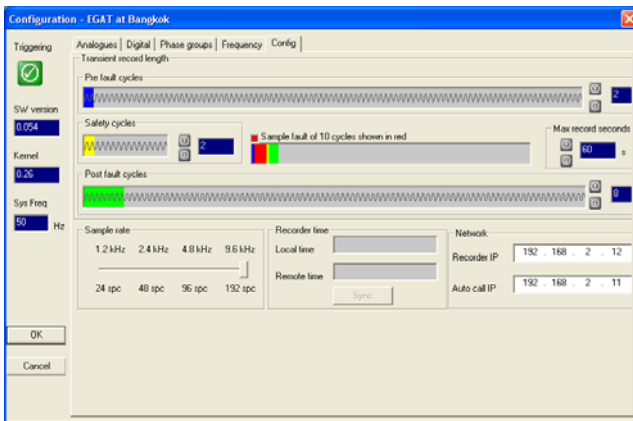 Configuration - EGAT at Bangkok
Triggering
Analogues Digital Phase groups Frequency Config
Transient record length
Pre fault cycles
2
SW version
0.054
Safety cycles
2
Sample fault of 10 cycles shown in red
Max record seconds
60 s
Kernel
0.26
Post fault cycles
8
Sys Freq
50 Hz
Sample rate
1.2 kHz 2.4 kHz 4.8 kHz 9.6 kHz
24 spc 48 spc 96 spc 192 spc
Recorder time
Local time
Remote time
Sync
Network
Recorder IP 192 . 168 . 2 . 12
Auto call IP 192 . 168 . 2 . 11
OK
Cancel